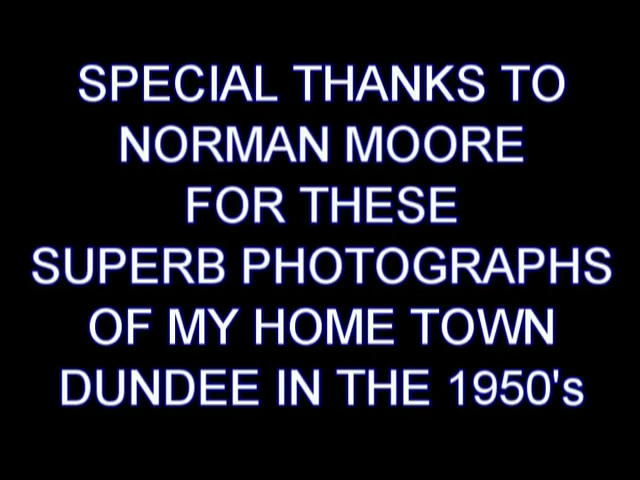 SPECIAL THANKS TO
NORMAN MOORE
FOR THESE
SUPERB PHOTOGRAPHS
OF MY HOME TOWN
DUNDEE IN THE 1950's